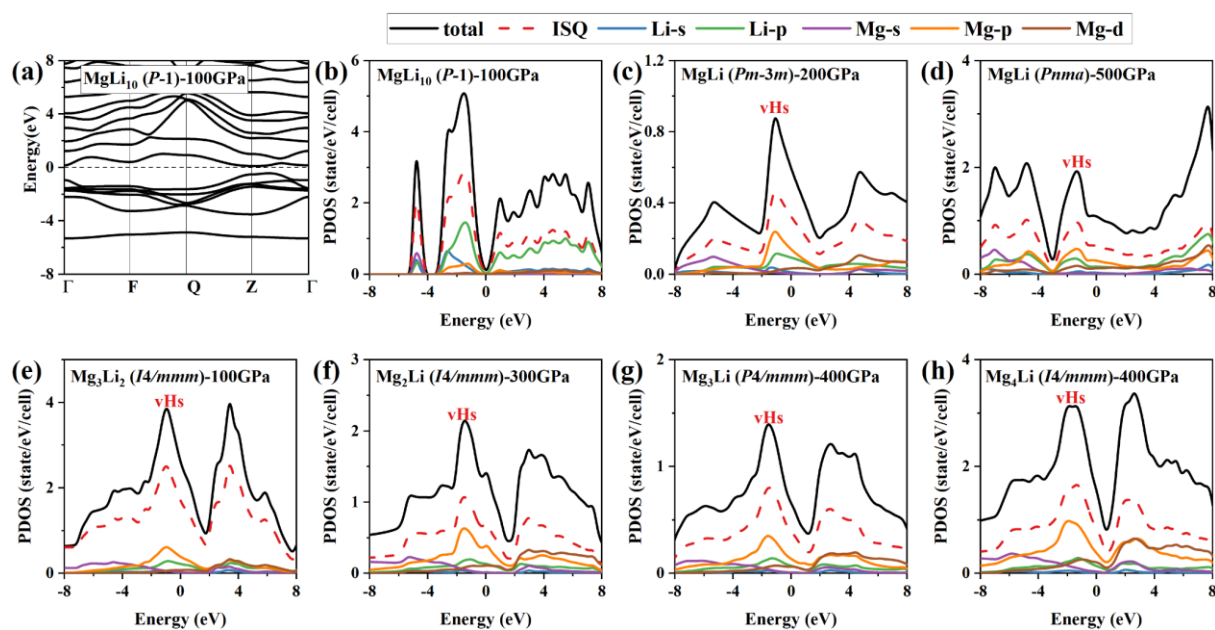 total ISQ Li-s Li-p Mg-s Mg-p Mg-d
(a)
MgLi10 (P-1)-100GPa
Energy(eV)
8
4
0
-4
-8
Γ F Q Z Γ
(b)
MgLi10 (P-1)-100GPa
PDOS (state/eV/cell)
6
4
2
0
-8 -4 0 4 8
Energy (eV)
(c)
MgLi (Pm-3m)-200GPa
vHs
PDOS (state/eV/cell)
1.2
0.8
0.4
0.0
-8 -4 0 4 8
Energy (eV)
(d)
MgLi (Pnma)-500GPa
vHs
PDOS (state/eV/cell)
4
2
0
-8 -4 0 4 8
Energy (eV)
(e)
Mg3Li2 (I4/mmm)-100GPa
vHs
PDOS (state/eV/cell)
4
2
0
-8 -4 0 4 8
Energy (eV)
(f)
Mg2Li (I4/mmm)-300GPa
vHs
PDOS (state/eV/cell)
3
2
1
0
-8 -4 0 4 8
Energy (eV)
(g)
Mg3Li (P4/mmm)-400GPa
vHs
PDOS (state/eV/cell)
2
1
0
-8 -4 0 4 8
Energy (eV)
(h)
Mg4Li (I4/mmm)-400GPa
vHs
PDOS (state/eV/cell)
4
2
0
-8 -4 0 4 8
Energy (eV)